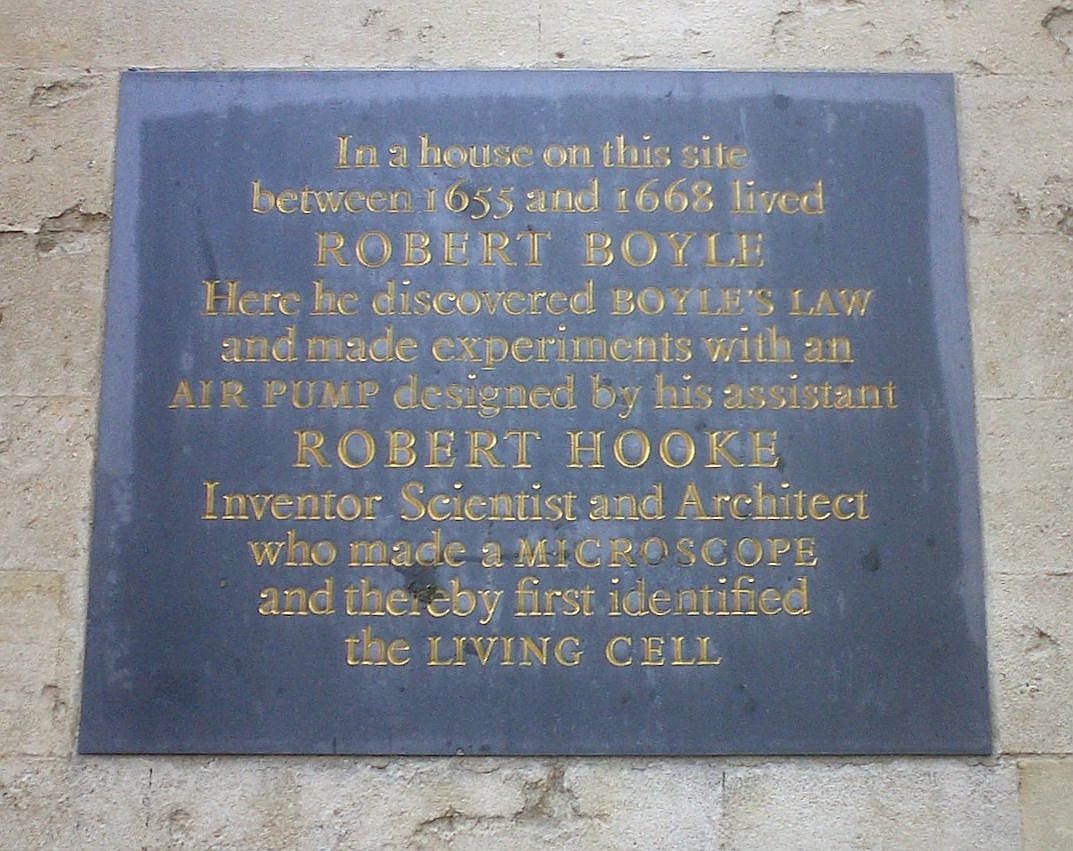 In a house on this site
between 1655 and 1668 lived
ROBERT BOYLE
Here he discovered BOYLE'S LAW
and made experiments with an
AIR PUMP designed by his assistant
ROBERT HOOKE
Inventor Scientist and Architect
who made a MICROSCOPE
and thereby first identified
the LIVING CELL